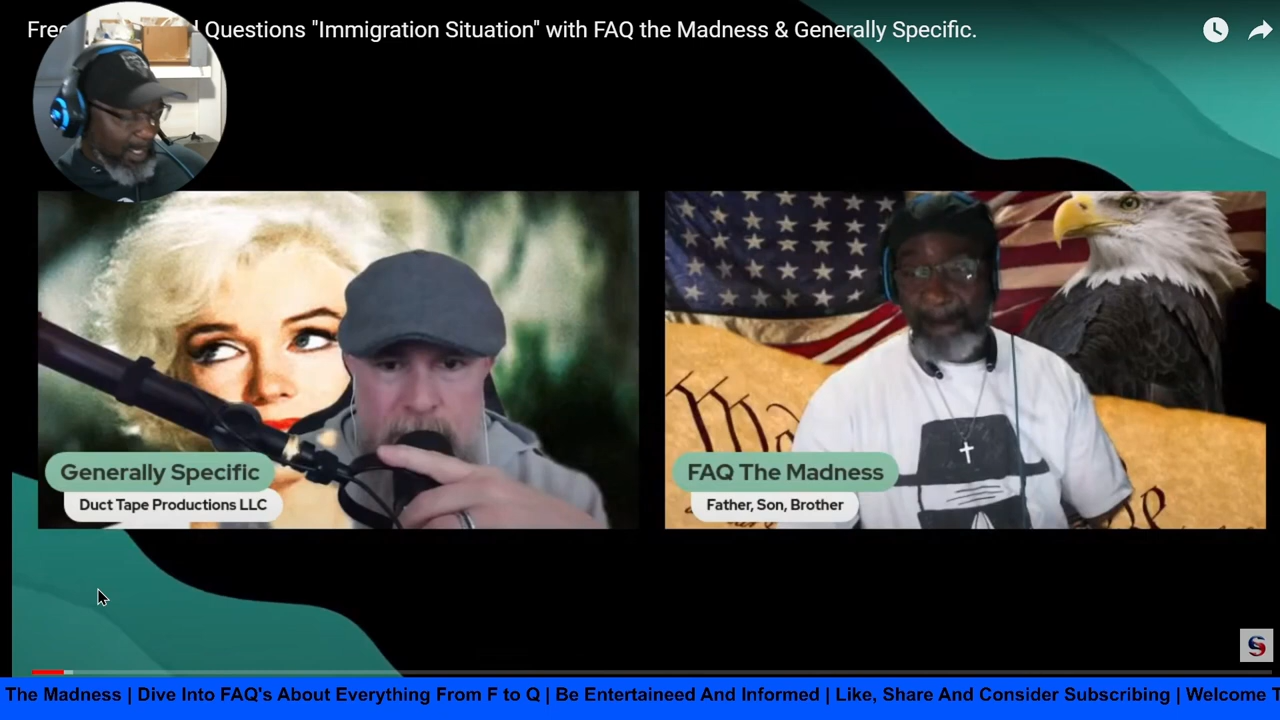 Questions "Immigration Situation" with FAQ the Madness & Generally Specific.
Generally Specific
Duct Tape Productions LLC
FAQ The Madness
Father, Son, Brother
The Madness | Dive Into FAQ's About Everything From F to Q | Be Entertaineed And Informed | Like, Share And Consider Subscribing | Welcome T